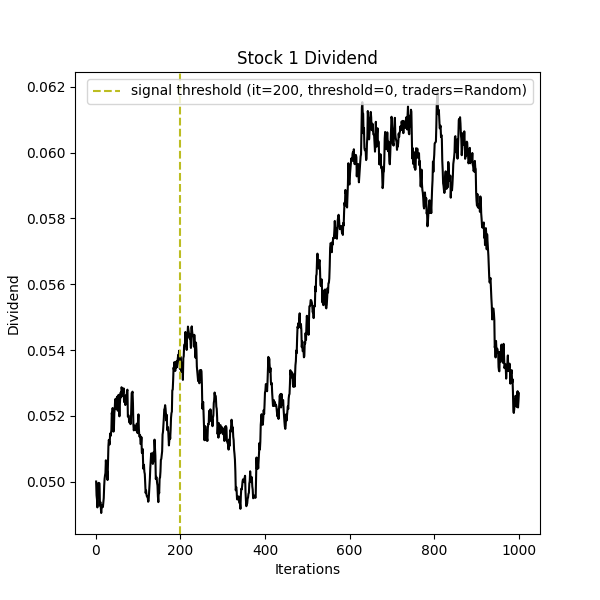 Stock 1 Dividend
signal threshold (it=200, threshold=0, traders=Random)
0.062
0.060
0.058
0.056
0.054
0.052
0.050
Dividend
0 200 400 600 800 1000
Iterations